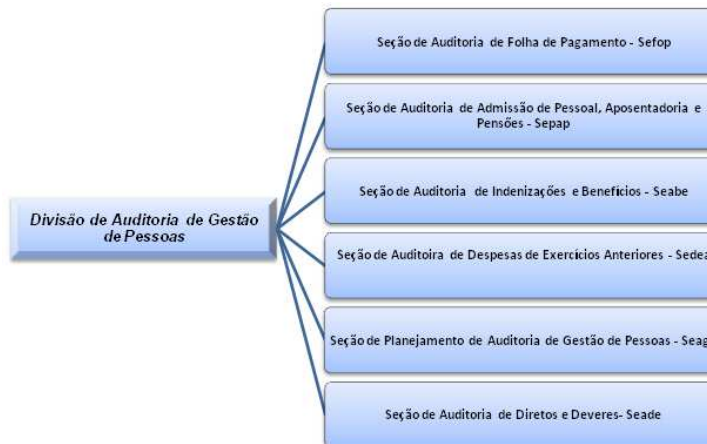 Seção de Auditoria de Folha de Pagamento - Sefop
Seção de Auditoria de Admissão de Pessoal, Aposentadoria e
Pensões - Sepap
Seção de Auditoria de Indenizações e Benefícios - Seabe
Divisão de Auditoria de Gestão
de Pessoas
Seção de Auditoira de Despesas de Exercícios Anteriores - Sedea
Seção de Planejamento de Auditoria de Gestão de Pessoas - Seag
Seção de Auditoria de Diretos e Deveres- Seade